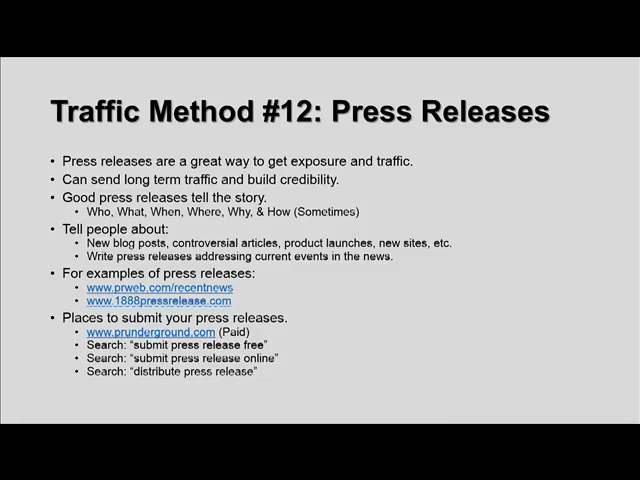 Traffic Method #12: Press Releases
• Press releases are a great way to get exposure and traffic.
• Can send long term traffic and build credibility.
• Good press releases tell the story.
• Who, What, When, Where, Why, & How (Sometimes)
• Tell people about:
• New blog posts, controversial articles, product launches, new sites, etc.
• Write press releases addressing current events in the news.
• For examples of press releases:
• www.prweb.com/recentnews
• www.1888pressrelease.com
• Places to submit your press releases.
• www.prunderground.com (Paid)
• Search: “submit press release free”
• Search: “submit press release online”
• Search: “distribute press release”